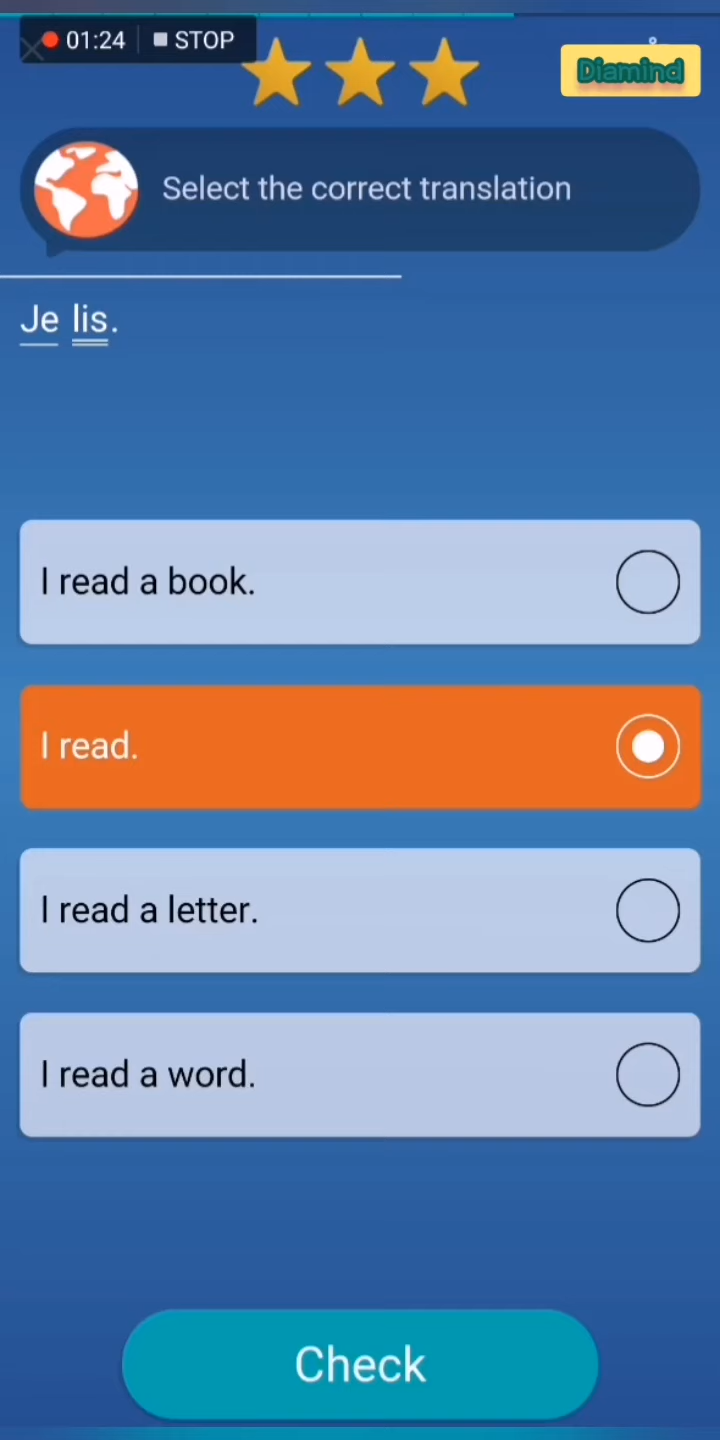 01:24 STOP
Diamind
Select the correct translation
Je lis.
I read a book.
I read.
I read a letter.
I read a word.
Check